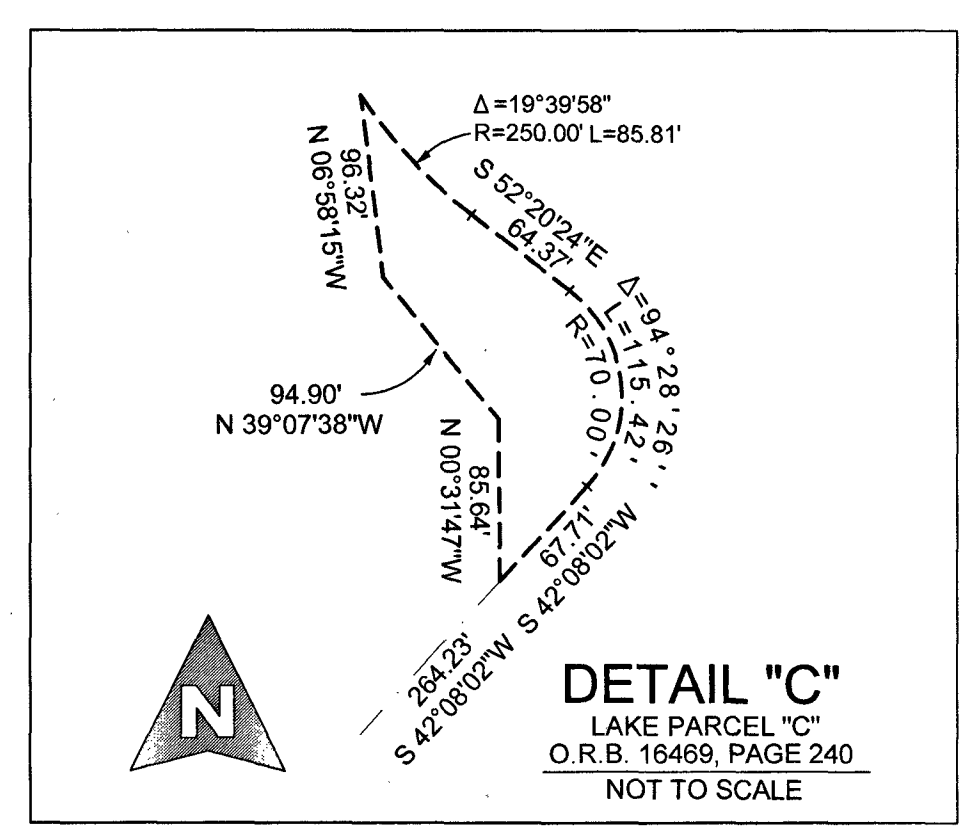 Δ=19°39'58"
R=250.00' L=85.81'
N 06°58'15"W
96.32'
S 52°20'24"E
64.37'
Δ=94°28'26''
L=115.42'
R=70.00'
94.90'
N 39°07'38"W
N 00°31'47"W
85.64'
67.71'
S 42°08'02"W
264.23'
S 42°08'02"W
N
DETAIL "C"
LAKE PARCEL "C"
O.R.B. 16469, PAGE 240
NOT TO SCALE